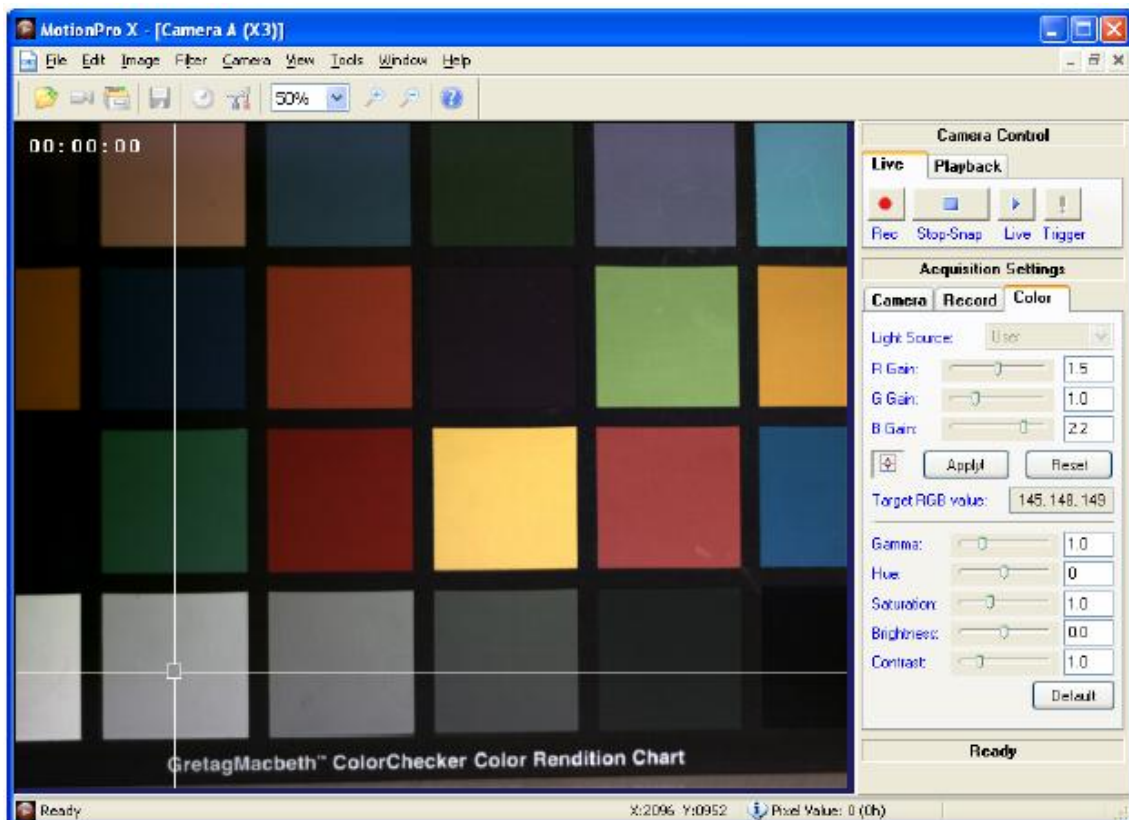 MotionPro X - [Camera A (X3)]
File Edit Image Filter Camera View Tools Window Help
50%
00:00:00
Camera Control
Live Playback
Rec Stop-Snap Live Trigger
Acquisition Settings
Camera Record Color
Light Source: User
R Gain: 1.5
G Gain: 1.0
B Gain: 2.2
Apply! Reset
Target RGB value: 145, 148, 149
Gamma: 1.0
Hue: 0
Saturation: 1.0
Brightness: 0.0
Contrast: 1.0
Default
GretagMacbeth™ ColorChecker Color Rendition Chart
Ready
Ready X:2096 Y:0952 Pixel Value: 0 (0h)